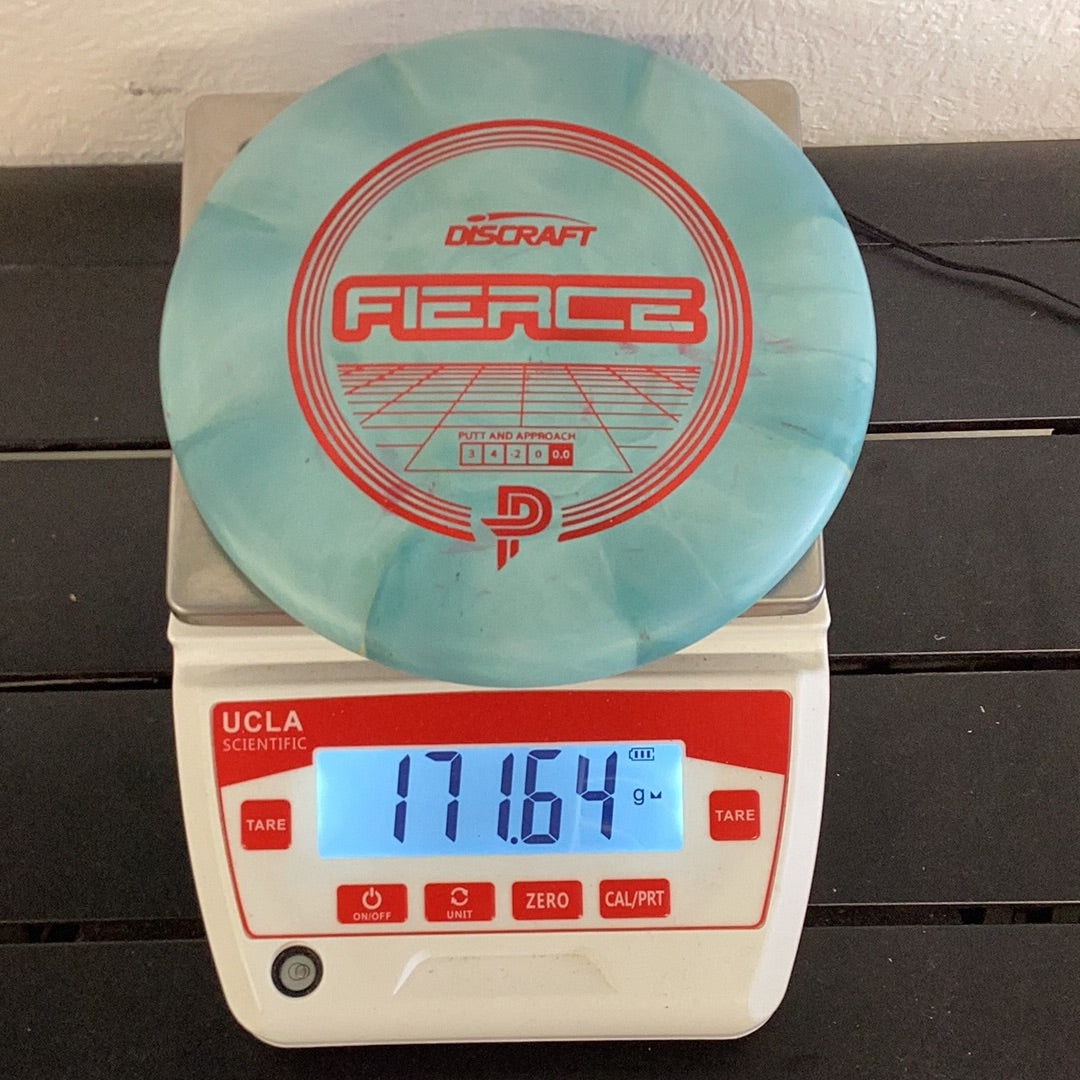 DISCRAFT
FIERCE
PUTT AND APPROACH
3 4 -2 0 0.0
UCLA
SCIENTIFIC
171.64 g
TARE
TARE
ON/OFF
UNIT
ZERO
CAL/PRT